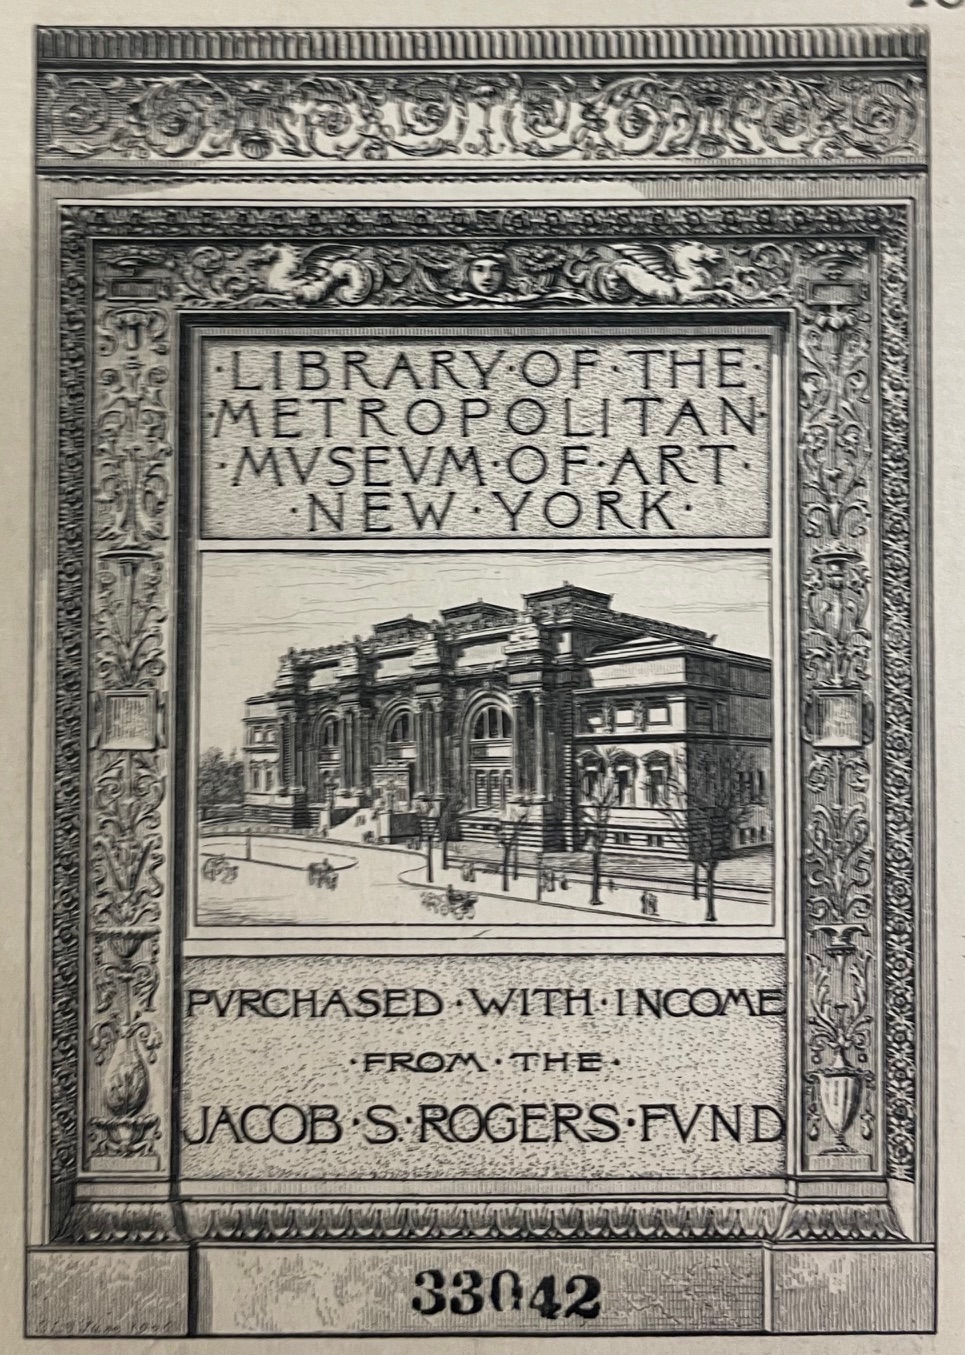 ·LIBRARY·OF·THE·
·METROPOLITAN·
·MVSEVM·OF·ART·
·NEW·YORK·
PVRCHASED·WITH·INCOME
·FROM·THE·
JACOB·S.·ROGERS·FVND
33042